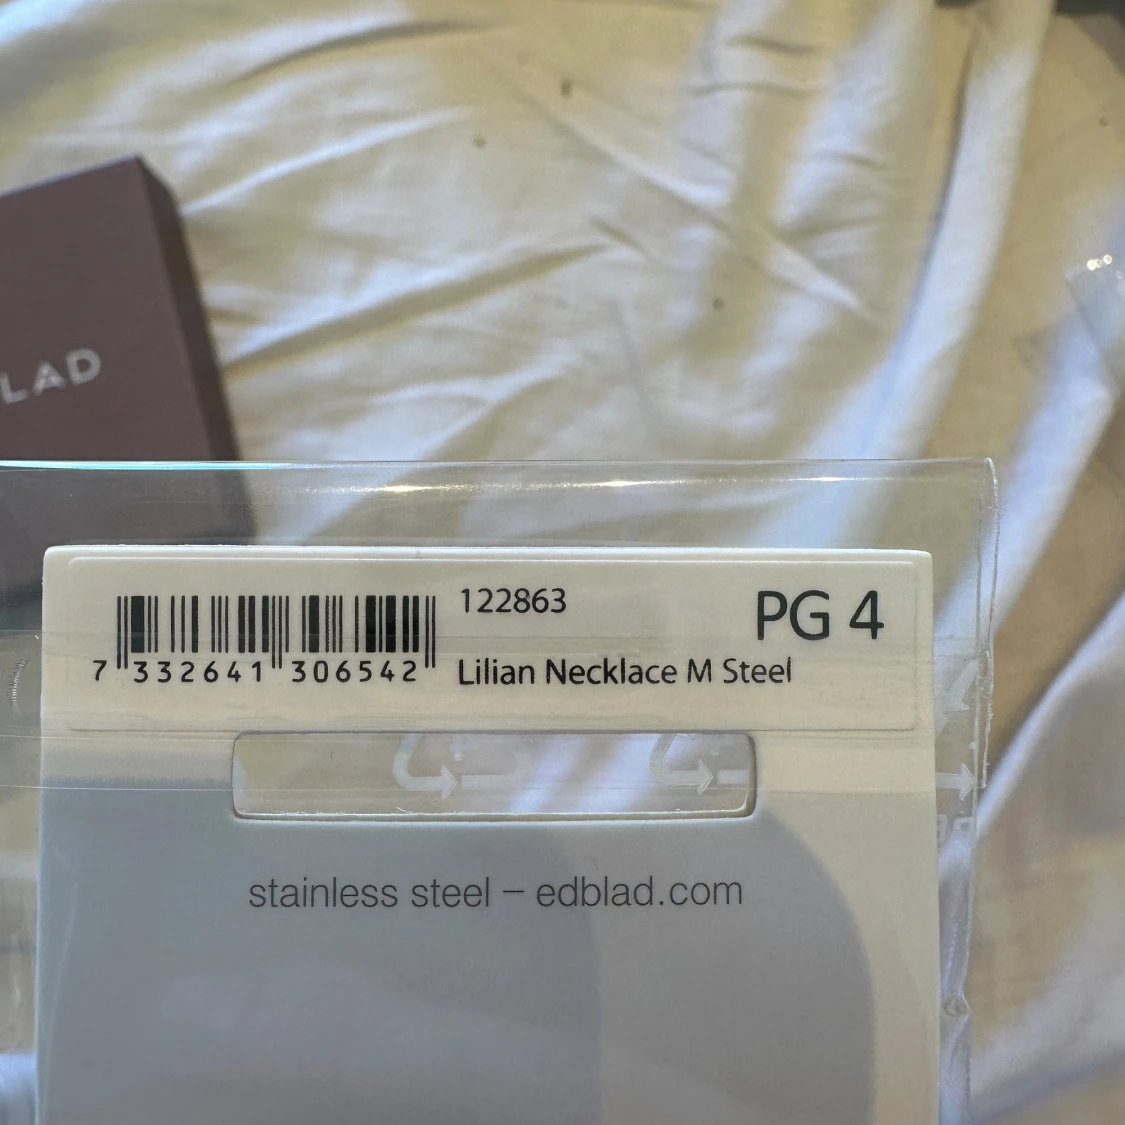 LAD
122863
PG 4
7 332641 306542
Lilian Necklace M Steel
stainless steel – edblad.com